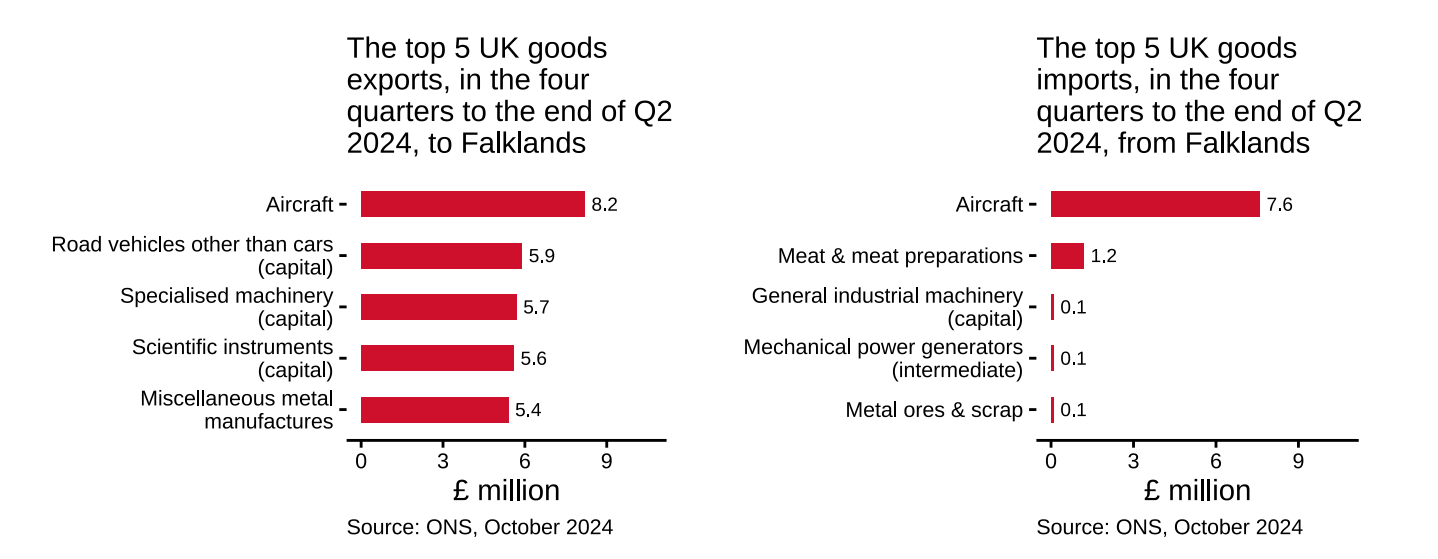 The top 5 UK goods
exports, in the four
quarters to the end of Q2
2024, to Falklands
Aircraft
8.2
Road vehicles other than cars
(capital)
5.9
Specialised machinery
(capital)
5.7
Scientific instruments
(capital)
5.6
Miscellaneous metal
manufactures
5.4
0 3 6 9
£ million
Source: ONS, October 2024
The top 5 UK goods
imports, in the four
quarters to the end of Q2
2024, from Falklands
Aircraft
7.6
Meat & meat preparations
1.2
General industrial machinery
(capital)
0.1
Mechanical power generators
(intermediate)
0.1
Metal ores & scrap
0.1
0 3 6 9
£ million
Source: ONS, October 2024